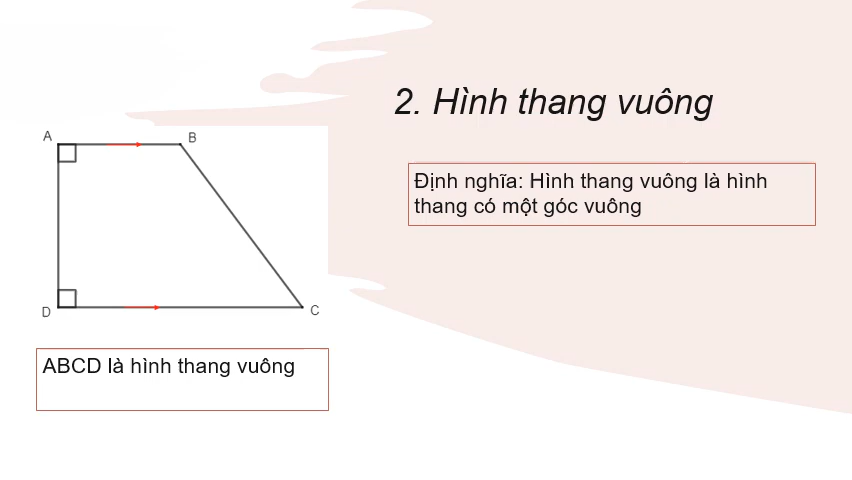 2. Hình thang vuông
A
B
Định nghĩa: Hình thang vuông là hình
thang có một góc vuông
D
C
ABCD là hình thang vuông